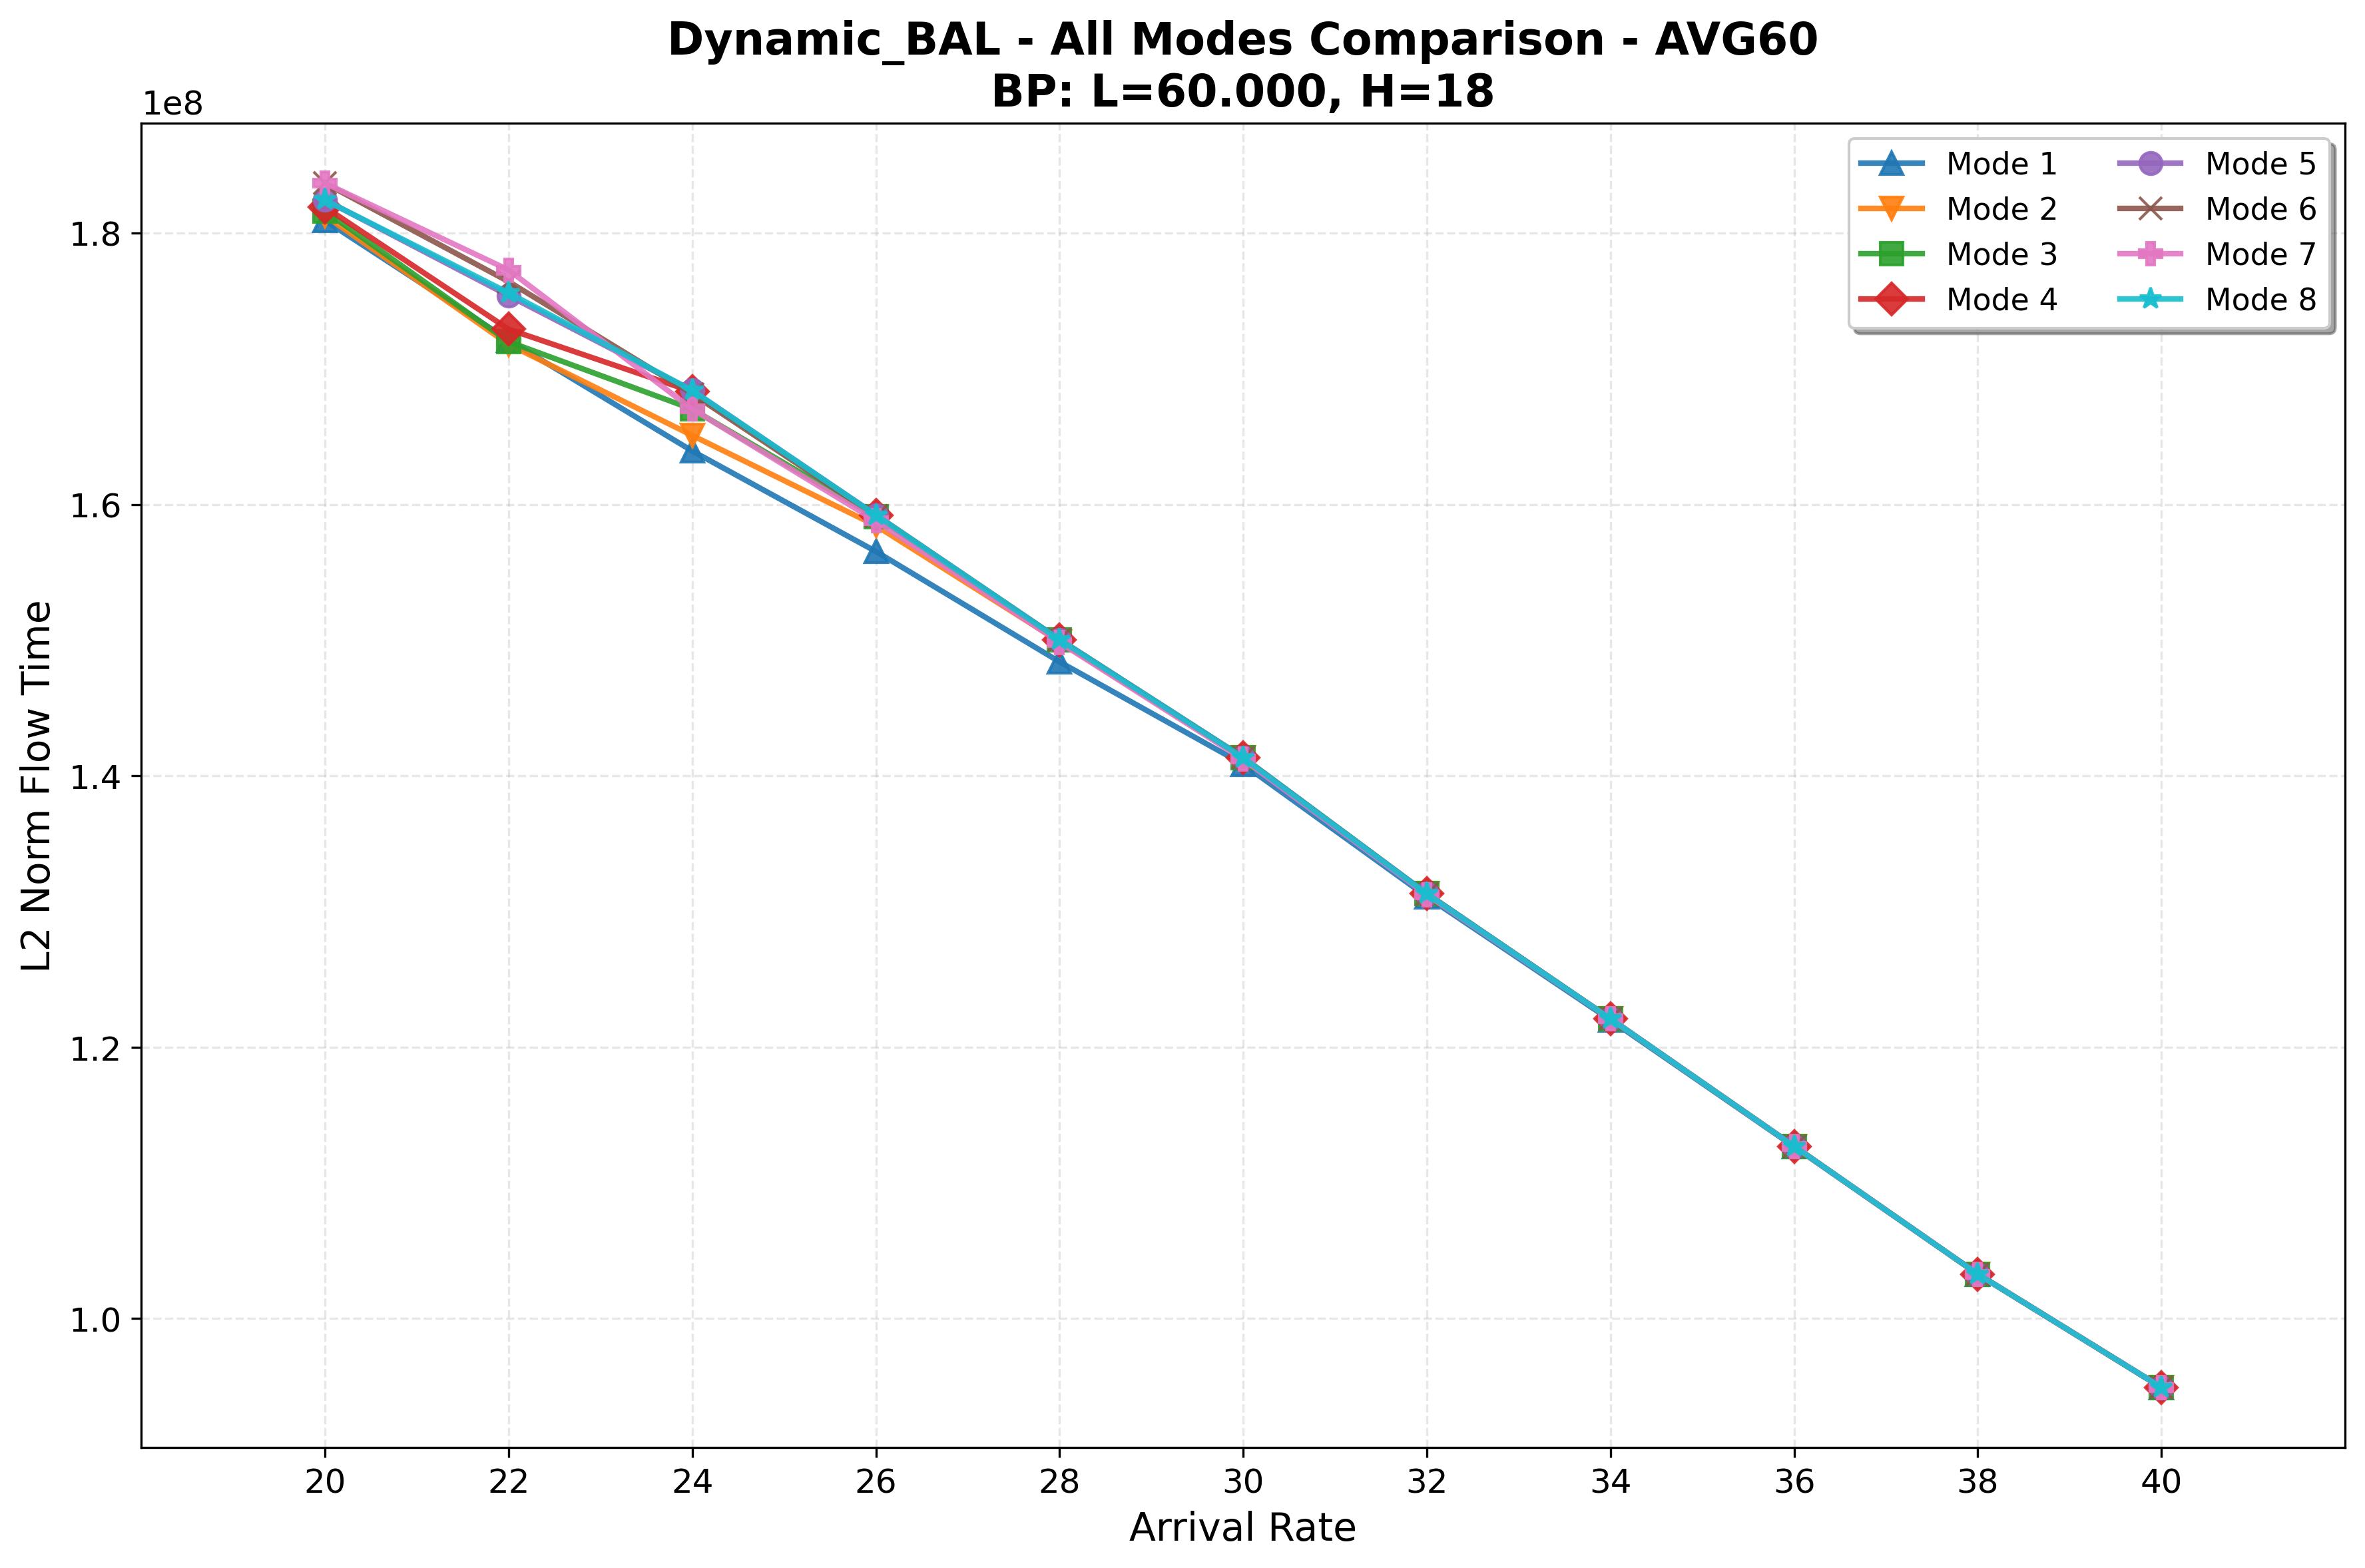 Dynamic_BAL - All Modes Comparison - AVG60
BP: L=60.000, H=18
1e8
Mode 1
Mode 2
Mode 3
Mode 4
Mode 5
Mode 6
Mode 7
Mode 8
L2 Norm Flow Time
1.8
1.6
1.4
1.2
1.0
20 22 24 26 28 30 32 34 36 38 40
Arrival Rate